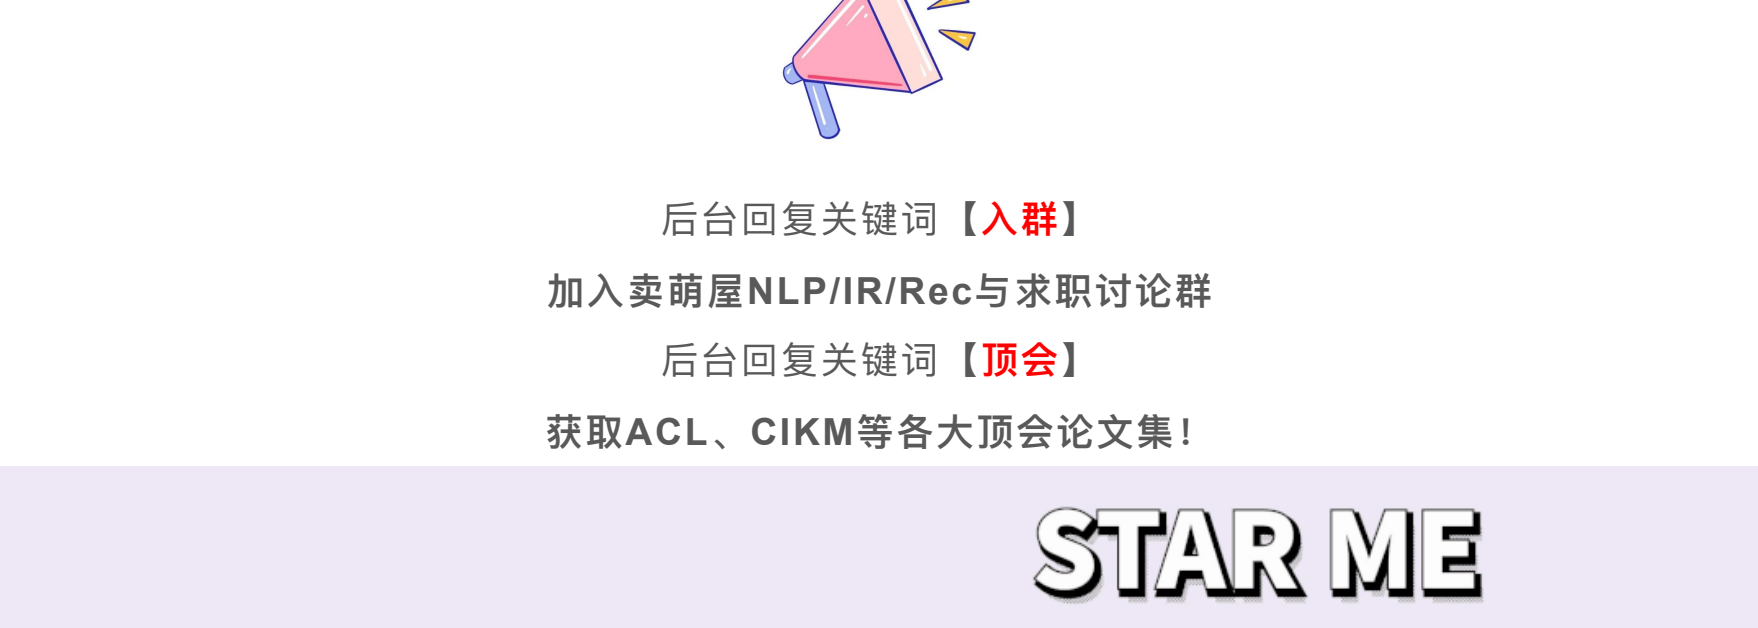 后台回复关键词【入群】
加入卖萌屋NLP/IR/Rec与求职讨论群
后台回复关键词【顶会】
获取ACL、CIKM等各大顶会论文集!
STAR ME